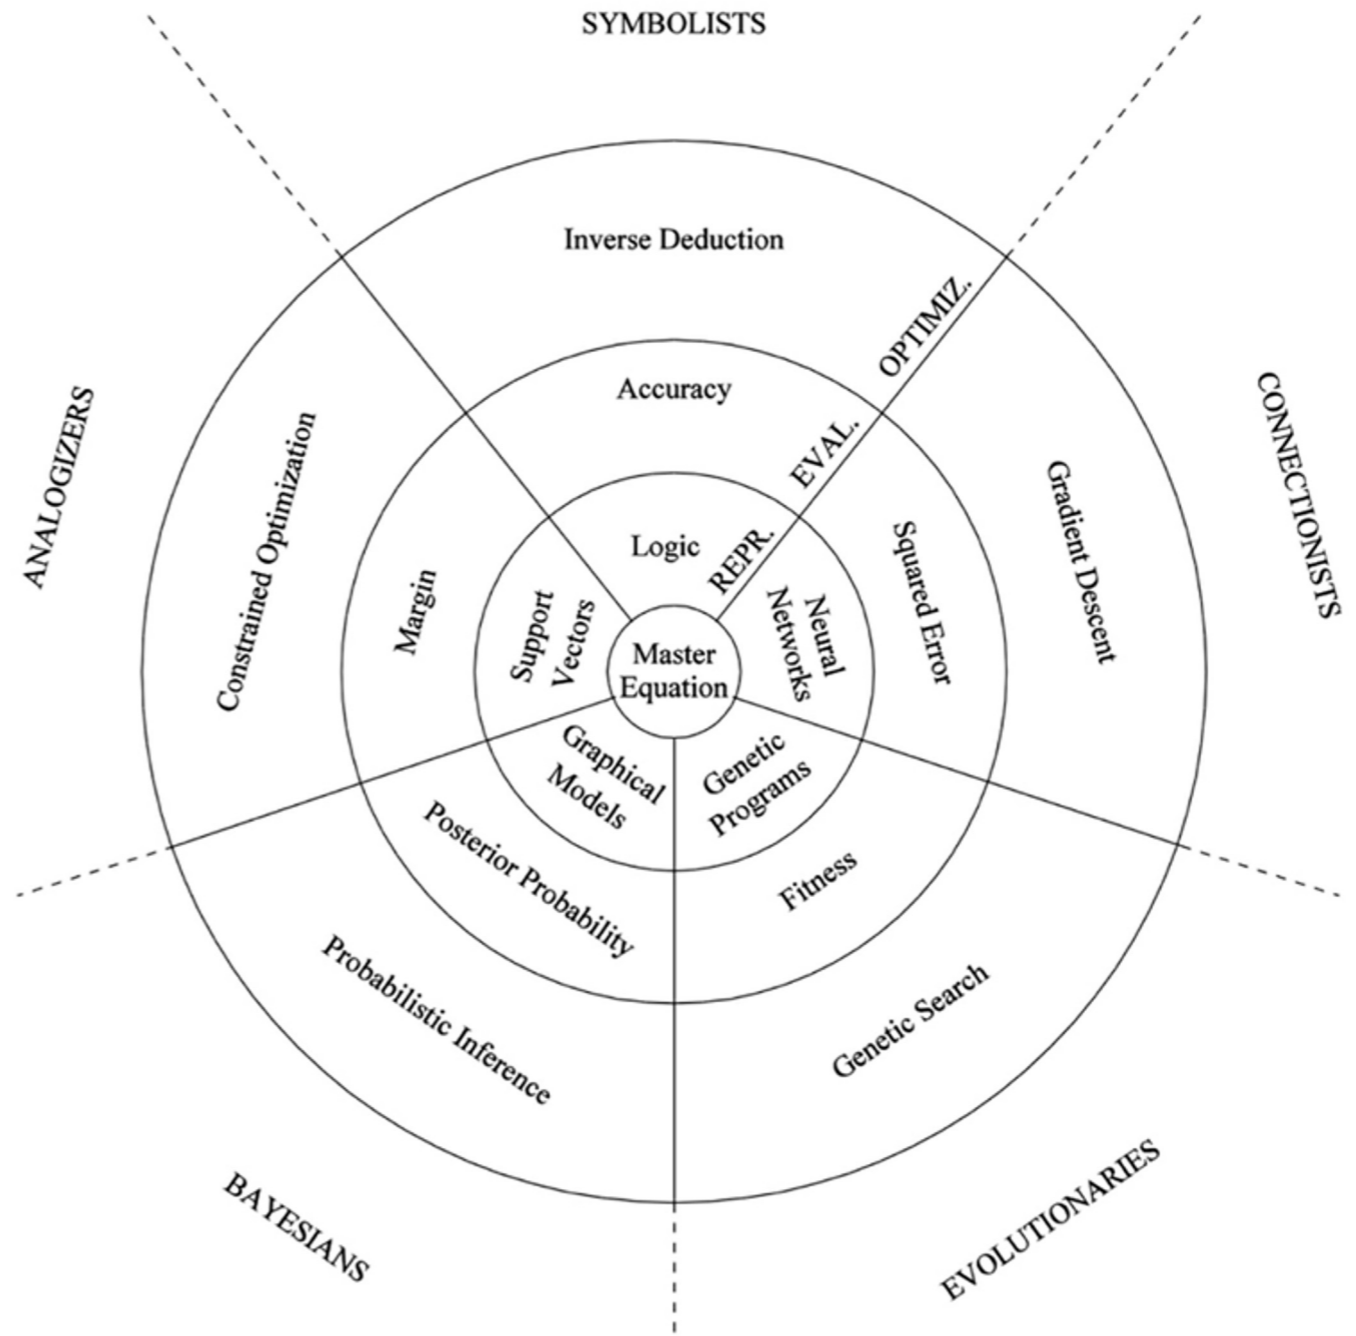 SYMBOLISTS
Inverse Deduction
OPTIMIZ.
Accuracy
EVAL.
Logic
REPR.
CONNECTIONISTS
Gradient Descent
Squared Error
Neural
Networks
Master
Equation
ANALOGIZERS
Constrained Optimization
Margin
Support
Vectors
Graphical
Models
Posterior Probability
Probabilistic Inference
BAYESIANS
Genetic
Programs
Fitness
Genetic Search
EVOLUTIONARIES